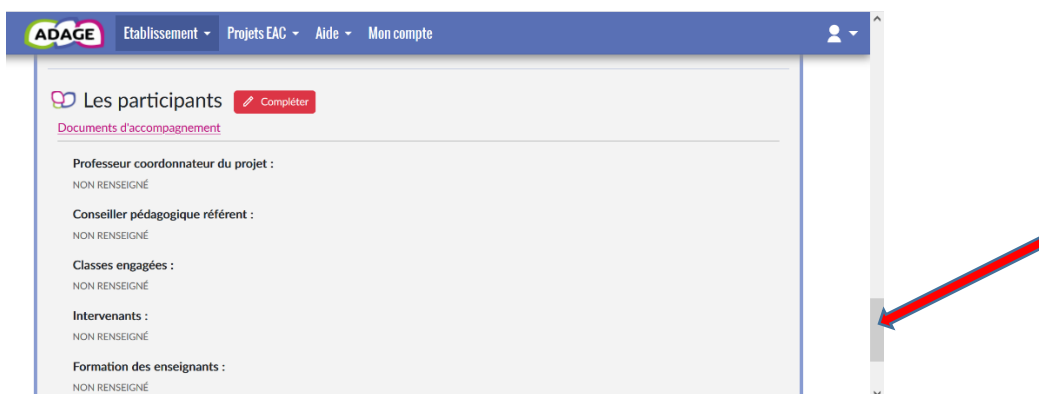 ADAGE Etablissement Projets EAC Aide Mon compte
Les participants Compléter
Documents d'accompagnement
Professeur coordonnateur du projet :
NON RENSEIGNÉ
Conseiller pédagogique référent :
NON RENSEIGNÉ
Classes engagées :
NON RENSEIGNÉ
Intervenants :
NON RENSEIGNÉ
Formation des enseignants :
NON RENSEIGNÉ